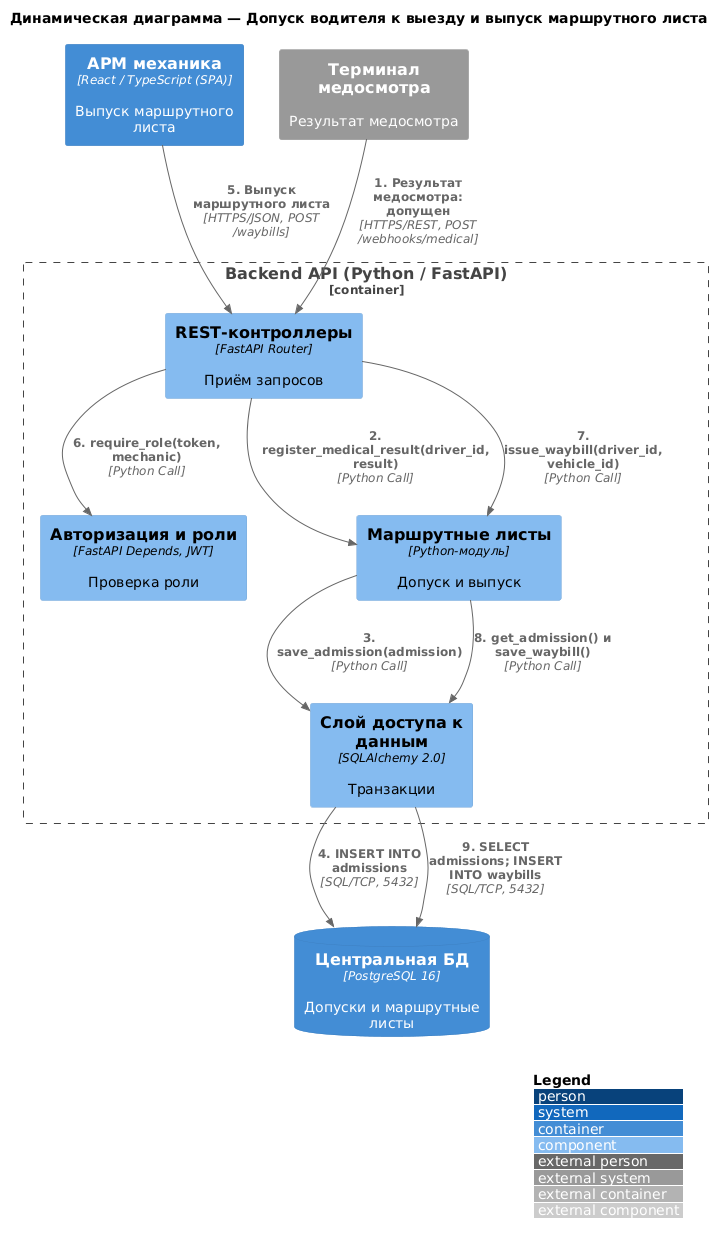 Динамическая диаграмма — Допуск водителя к выезду и выпуск маршрутного листа
АРМ механика
[React / TypeScript (SPA)]
Выпуск маршрутного
листа
Терминал
медосмотра
Результат медосмотра
5. Выпуск
маршрутного листа
[HTTPS/JSON, POST
/waybills]
1. Результат
медосмотра:
допущен
[HTTPS/REST, POST
/webhooks/medical]
Backend API (Python / FastAPI)
[container]
REST-контроллеры
[FastAPI Router]
Приём запросов
6. require_role(token,
mechanic)
[Python Call]
2.
register_medical_result(driver_id,
result)
[Python Call]
7.
issue_waybill(driver_id,
vehicle_id)
[Python Call]
Авторизация и роли
[FastAPI Depends, JWT]
Проверка роли
Маршрутные листы
[Python-модуль]
Допуск и выпуск
3.
save_admission(admission)
[Python Call]
8. get_admission() и
save_waybill()
[Python Call]
Слой доступа к
данным
[SQLAlchemy 2.0]
Транзакции
4. INSERT INTO
admissions
[SQL/TCP, 5432]
9. SELECT
admissions; INSERT
INTO waybills
[SQL/TCP, 5432]
Центральная БД
[PostgreSQL 16]
Допуски и маршрутные
листы
Legend
person
system
container
component
external person
external system
external container
external component